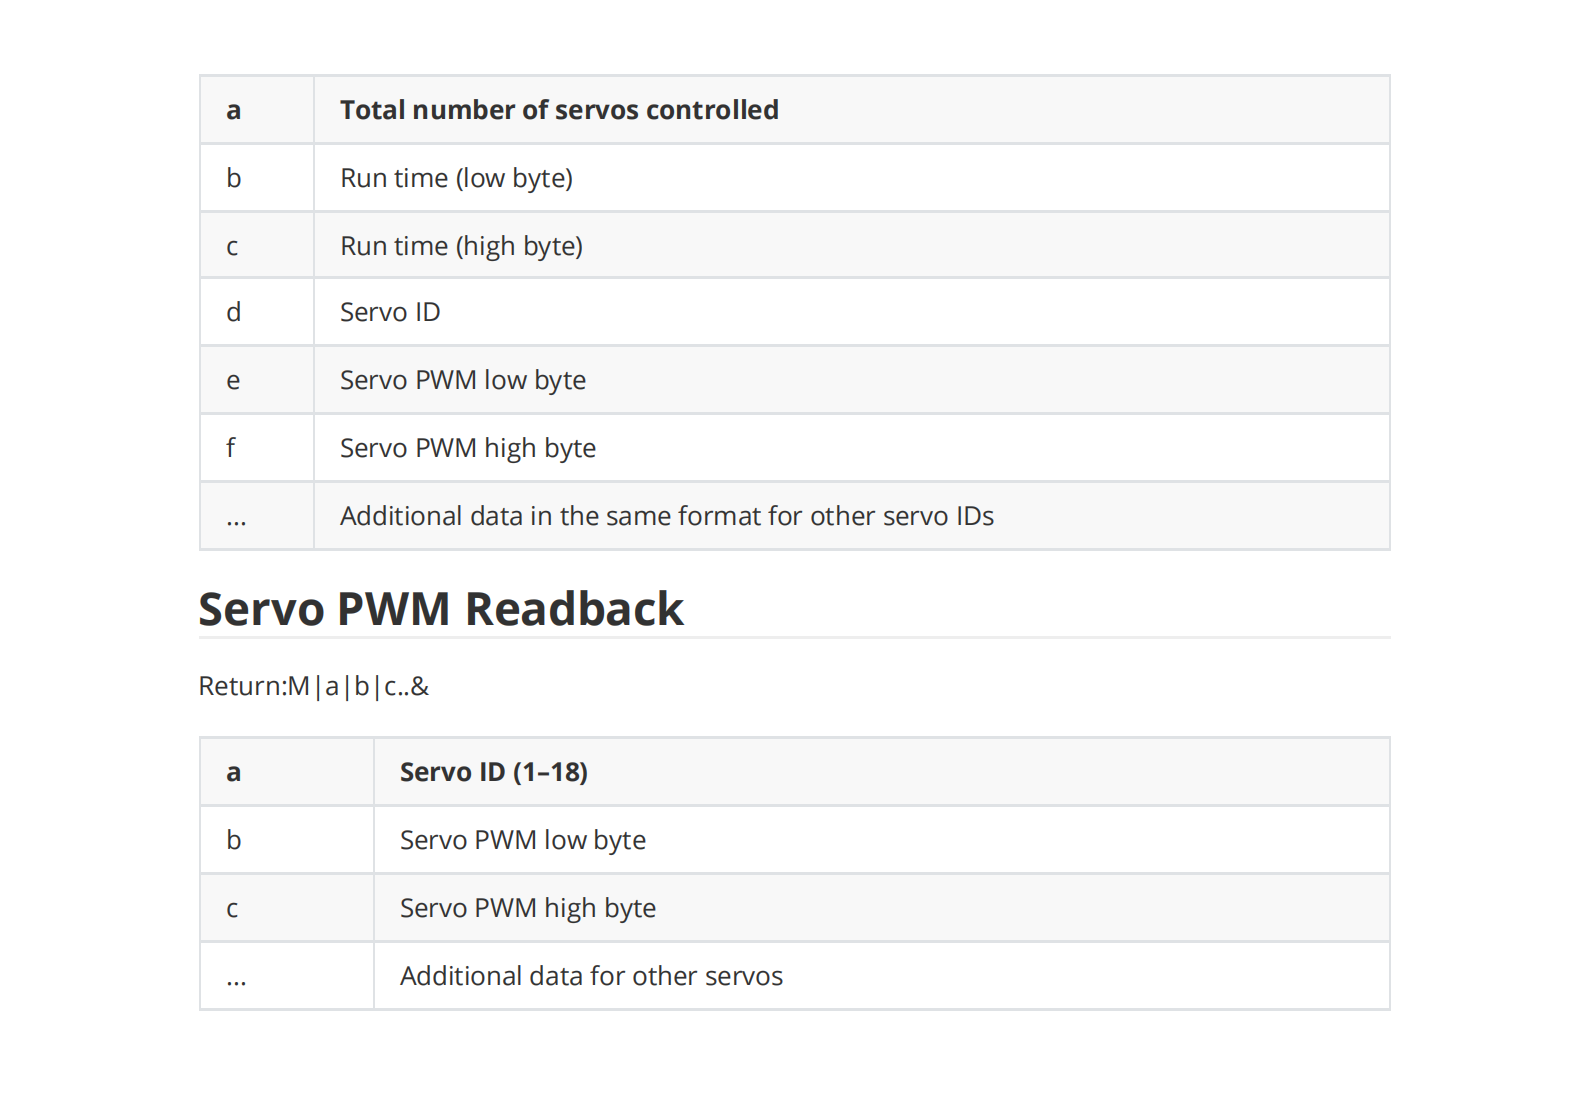 a Total number of servos controlled
b Run time (low byte)
c Run time (high byte)
d Servo ID
e Servo PWM low byte
f Servo PWM high byte
... Additional data in the same format for other servo IDs
Servo PWM Readback
Return:M|a|b|c..&
a Servo ID (1–18)
b Servo PWM low byte
c Servo PWM high byte
... Additional data for other servos